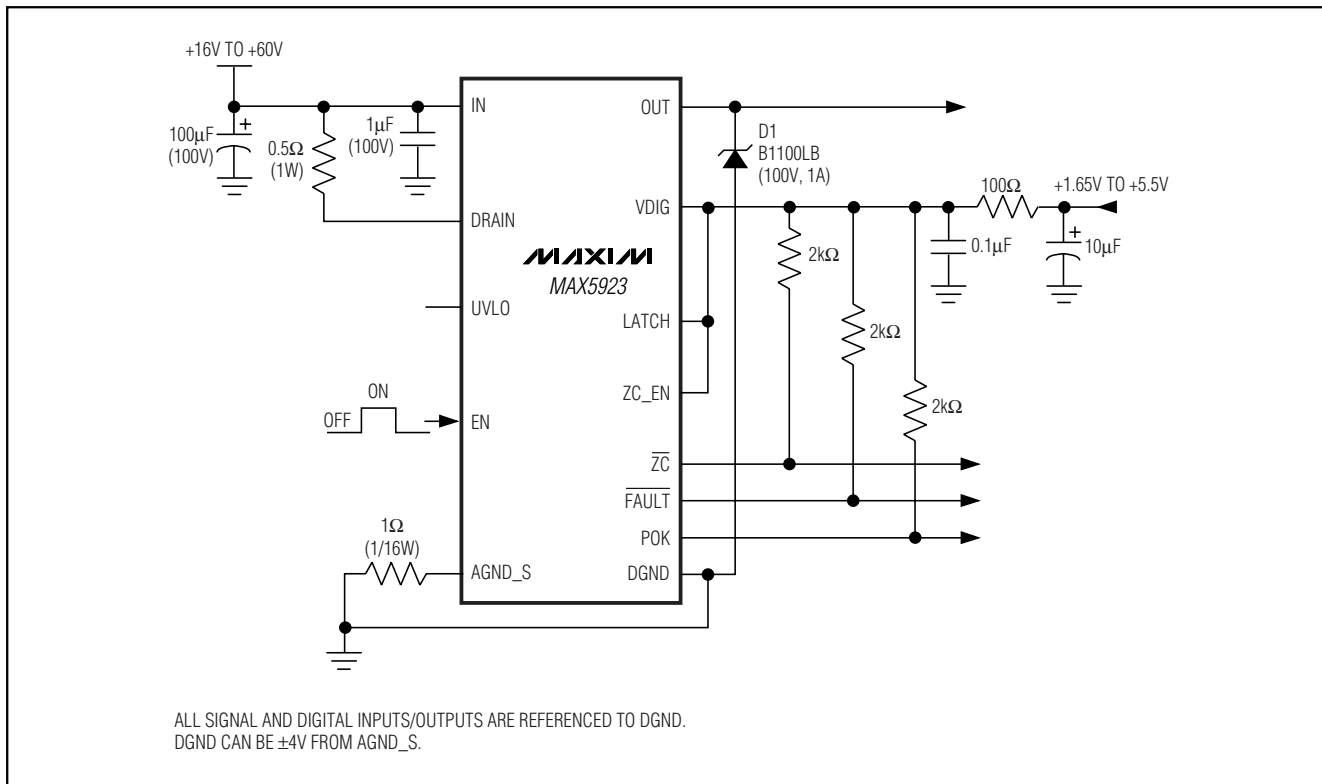 +16V TO +60V
100μF
(100V)
+
0.5Ω
(1W)
1μF
(100V)
IN
DRAIN
UVLO
ON
OFF
EN
1Ω
(1/16W)
AGND_S
MAXIM
MAX5923
OUT
VDIG
LATCH
ZC_EN
ZC
FAULT
POK
DGND
D1
B1100LB
(100V, 1A)
2kΩ
2kΩ
2kΩ
0.1μF
100Ω
+1.65V TO +5.5V
+
10μF
ALL SIGNAL AND DIGITAL INPUTS/OUTPUTS ARE REFERENCED TO DGND.
DGND CAN BE ±4V FROM AGND_S.